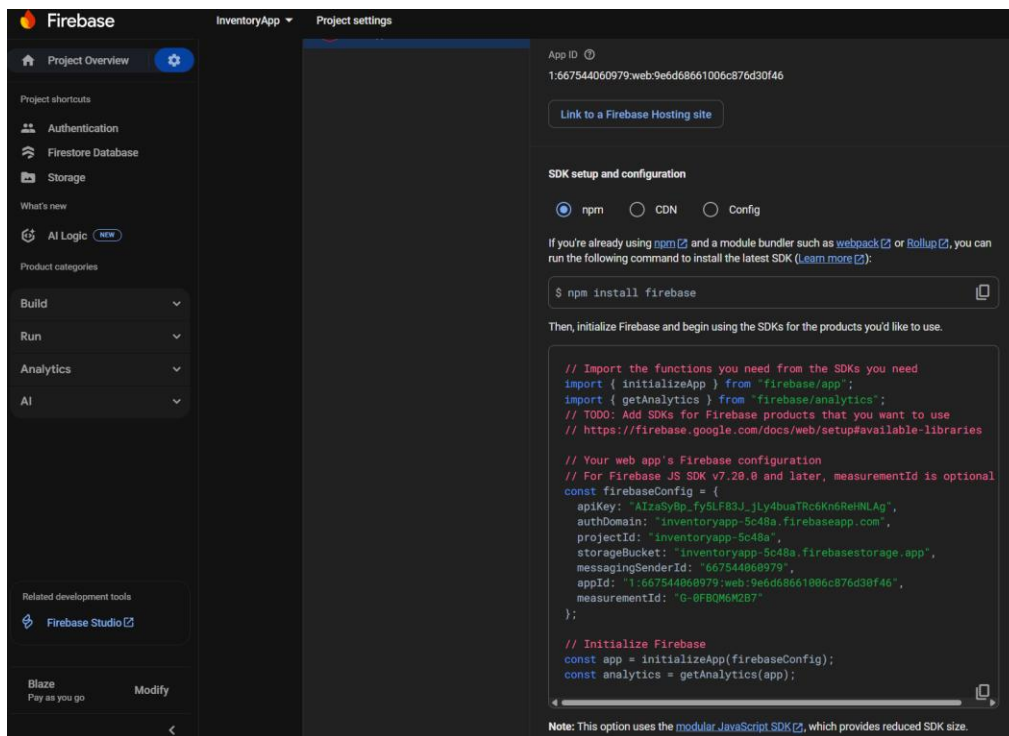 Firebase
InventoryApp
Project settings
Project Overview
Project shortcuts
Authentication
Firestore Database
Storage
What's new
AI Logic NEW
Product categories
Build
Run
Analytics
AI
Related development tools
Firebase Studio
Blaze
Pay as you go
Modify
App ID
1:667544060979:web:9e6d68661006c876d30f46
Link to a Firebase Hosting site
SDK setup and configuration
npm CDN Config
If you're already using npm and a module bundler such as webpack or Rollup, you can
run the following command to install the latest SDK (Learn more):
$ npm install firebase
Then, initialize Firebase and begin using the SDKs for the products you'd like to use.
// Import the functions you need from the SDKs you need
import { initializeApp } from "firebase/app";
import { getAnalytics } from "firebase/analytics";
// TODO: Add SDKs for Firebase products that you want to use
// https://firebase.google.com/docs/web/setup#available-libraries
// Your web app's Firebase configuration
// For Firebase JS SDK v7.20.0 and later, measurementId is optional
const firebaseConfig = {
apiKey: "AIzaSyBp_fy5LF83J_jLy4buaTRc6Kn6ReHNLAg",
authDomain: "inventoryapp-5c48a.firebaseapp.com",
projectId: "inventoryapp-5c48a",
storageBucket: "inventoryapp-5c48a.firebasestorage.app",
messagingSenderId: "667544060979",
appId: "1:667544060979:web:9e6d68661006c876d30f46",
measurementId: "G-0FBQM6M2B7"
};
// Initialize Firebase
const app = initializeApp(firebaseConfig);
const analytics = getAnalytics(app);
Note: This option uses the modular JavaScript SDK, which provides reduced SDK size.